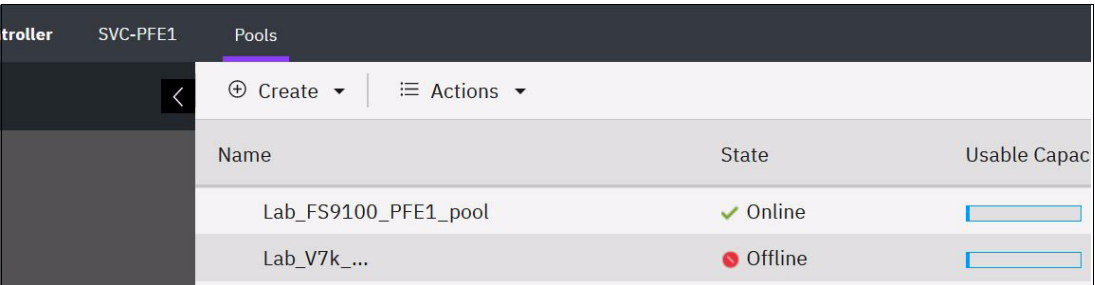 troller SVC-PFE1 Pools
Create Actions
Name State Usable Capac
Lab_FS9100_PFE1_pool Online
Lab_V7k_... Offline